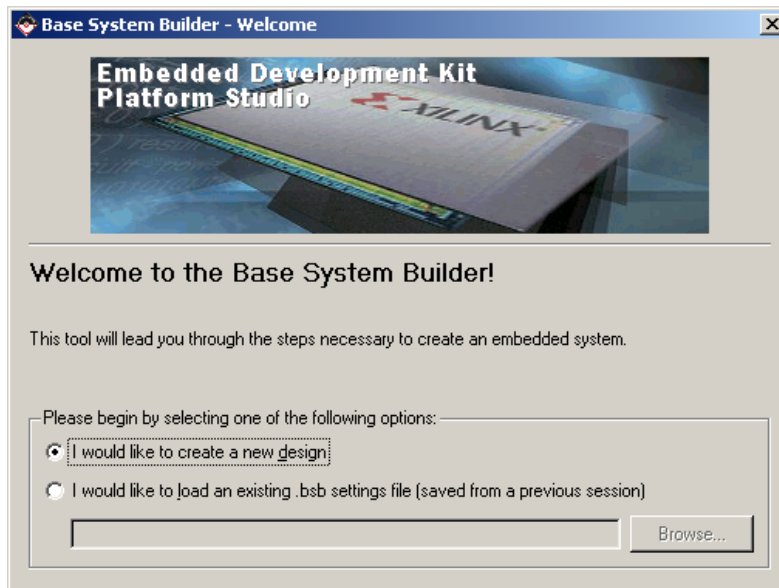 Base System Builder - Welcome
Embedded Development Kit
Platform Studio
XILINX
Welcome to the Base System Builder!
This tool will lead you through the steps necessary to create an embedded system.
Please begin by selecting one of the following options:
I would like to create a new design
I would like to load an existing .bsb settings file (saved from a previous session)
Browse...